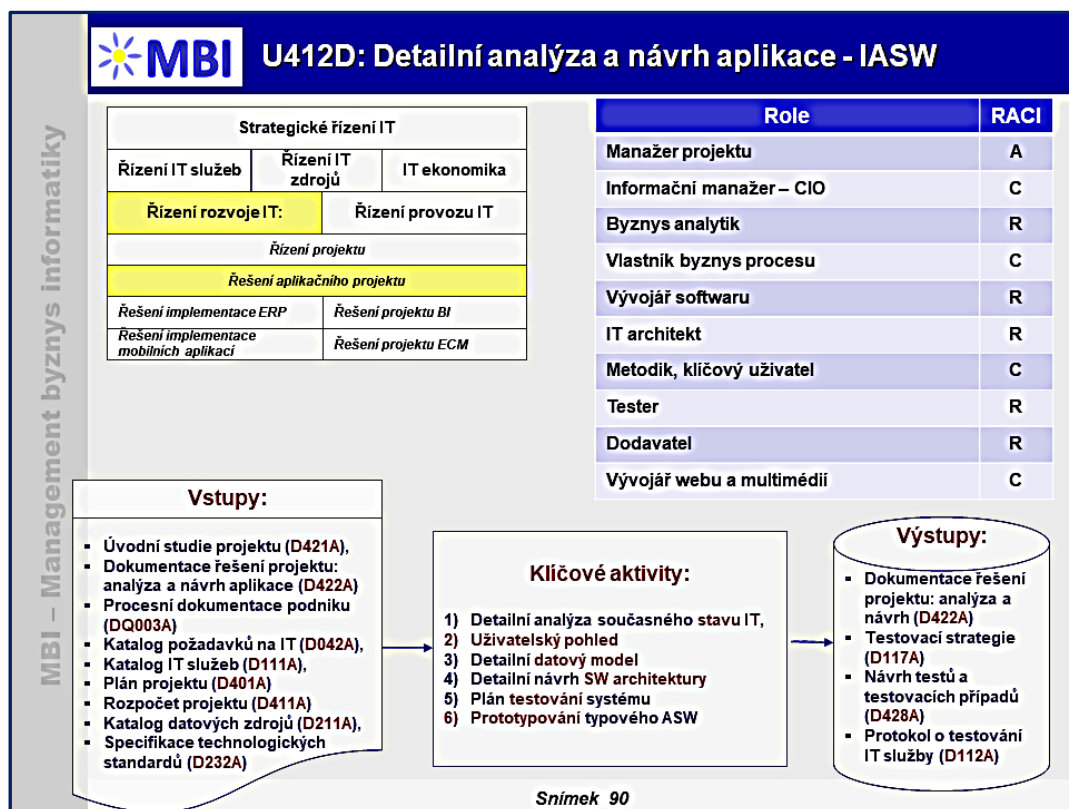 MBI
U412D: Detailní analýza a návrh aplikace - IASW
MBI – Management byznys informatiky
Strategické řízení IT
Řízení IT služeb
Řízení IT
zdrojů
IT ekonomika
Řízení rozvoje IT:
Řízení provozu IT
Řízení projektu
Řešení aplikačního projektu
Řešení implementace ERP
Řešení projektu BI
Řešení implementace
mobilních aplikací
Řešení projektu ECM
Role RACI
Manažer projektu A
Informační manažer – CIO C
Byznys analytik R
Vlastník byznys procesu C
Vývojář softwaru R
IT architekt R
Metodik, klíčový uživatel C
Tester R
Dodavatel R
Vývojář webu a multimédií C
Vstupy:
▪ Úvodní studie projektu (D421A),
▪ Dokumentace řešení projektu:
analýza a návrh aplikace (D422A)
▪ Procesní dokumentace podniku
(DQ003A)
▪ Katalog požadavků na IT (D042A),
▪ Katalog IT služeb (D111A),
▪ Plán projektu (D401A)
▪ Rozpočet projektu (D411A)
▪ Katalog datových zdrojů (D211A),
▪ Specifikace technologických
standardů (D232A)
Klíčové aktivity:
1) Detailní analýza současného stavu IT,
2) Uživatelský pohled
3) Detailní datový model
4) Detailní návrh SW architektury
5) Plán testování systému
6) Prototypování typového ASW
Výstupy:
▪ Dokumentace řešení
projektu: analýza a
návrh (D422A)
▪ Testovací strategie
(D117A)
▪ Návrh testů a
testovacích případů
(D428A)
▪ Protokol o testování
IT služby (D112A)
Snímek 90